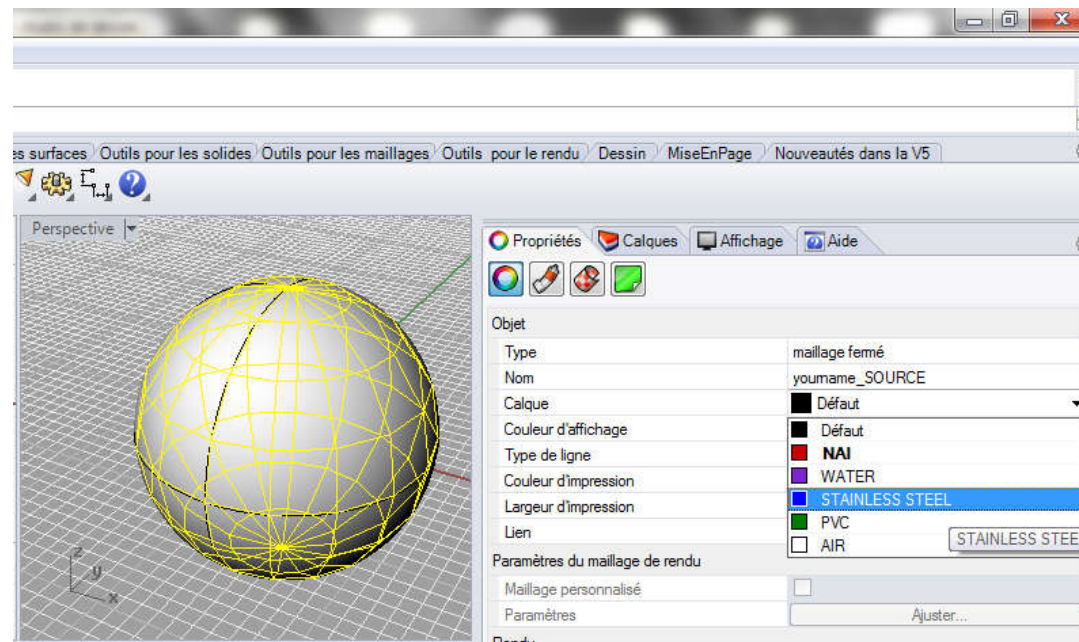 es surfaces Outils pour les solides Outils pour les maillages Outils pour le rendu Dessin MiseEnPage Nouveautés dans la V5
Perspective
Propriétés Calques Affichage Aide
Objet
Type maillage fermé
Nom yourname_SOURCE
Calque Défaut
Couleur d'affichage Défaut
Type de ligne NAI
Couleur d'impression WATER
Largeur d'impression STAINLESS STEEL
Lien PVC
AIR STAINLESS STEE
Paramètres du maillage de rendu
Maillage personnalisé
Paramètres Ajuster...
Rendu
z
y
x